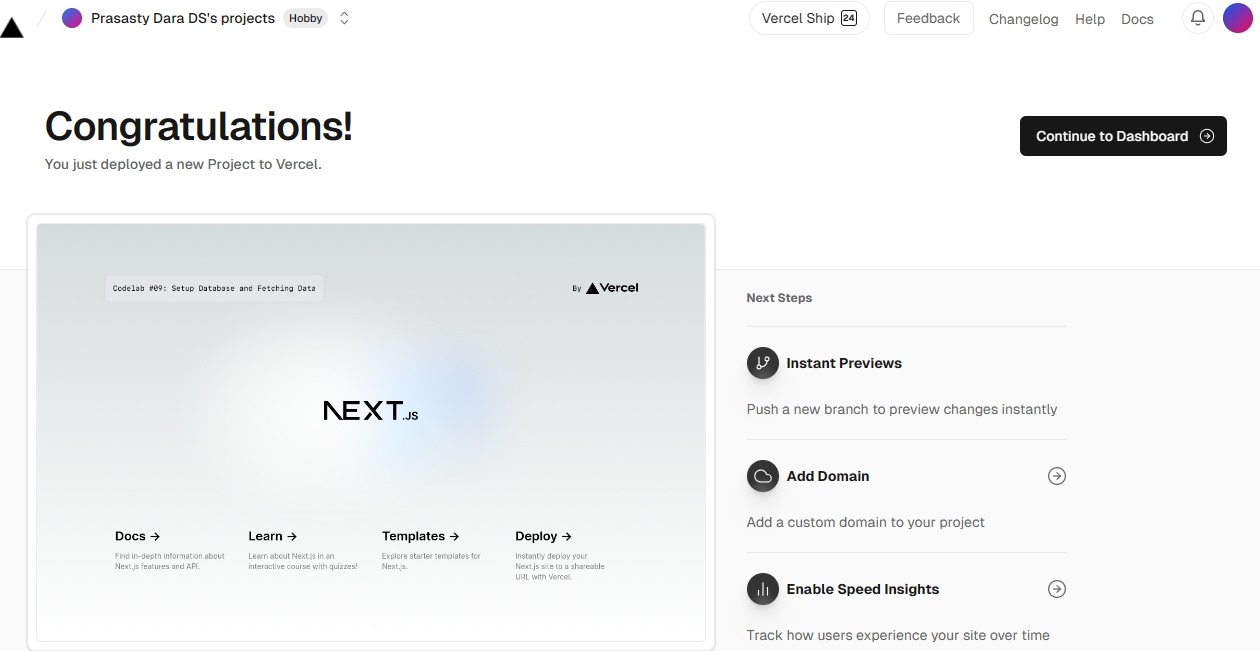 Prasasty Dara DS's projects Hobby
Vercel Ship 24 Feedback Changelog Help Docs
Congratulations!
You just deployed a new Project to Vercel.
Continue to Dashboard
Codelab #09: Setup Database and Fetching Data
By Vercel
NEXT.JS
Docs →
Find in-depth information about
Next.js features and API.
Learn →
Learn about Next.js in an
interactive course with quizzes!
Templates →
Explore starter templates for
Next.js.
Deploy →
Instantly deploy your
Next.js site to a shareable
URL with Vercel.
Next Steps
Instant Previews
Push a new branch to preview changes instantly
Add Domain
Add a custom domain to your project
Enable Speed Insights
Track how users experience your site over time